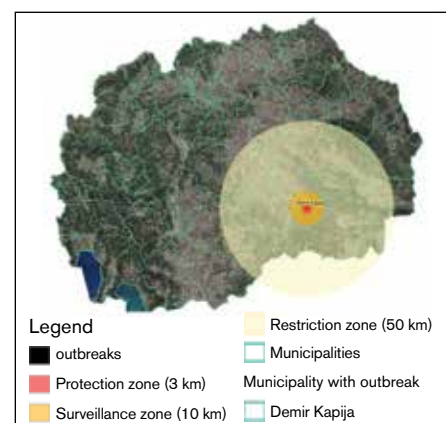 Legend
outbreaks
Protection zone (3 km)
Surveillance zone (10 km)
Restriction zone (50 km)
Municipalities
Municipality with outbreak
Demir Kapija